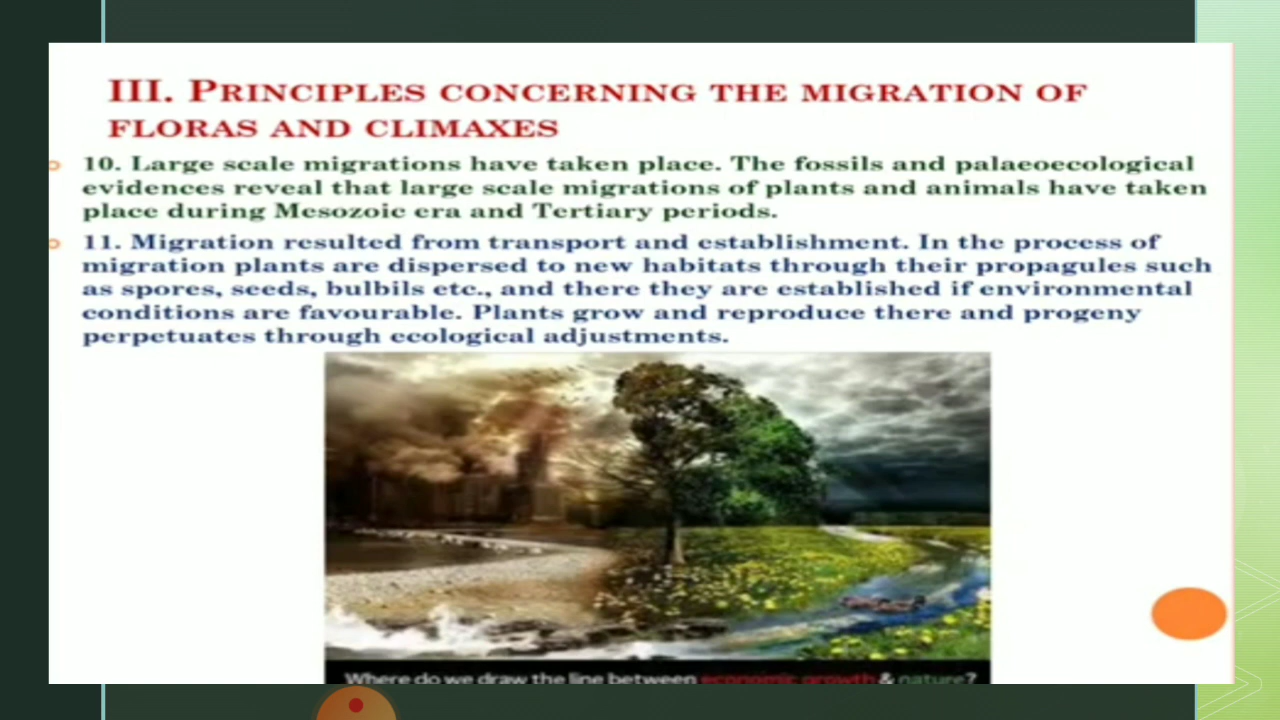 III. PRINCIPLES CONCERNING THE MIGRATION OF
FLORAS AND CLIMAXES
10. Large scale migrations have taken place. The fossils and palaeoecological
evidences reveal that large scale migrations of plants and animals have taken
place during Mesozoic era and Tertiary periods.
11. Migration resulted from transport and establishment. In the process of
migration plants are dispersed to new habitats through their propagules such
as spores, seeds, bulbils etc., and there they are established if environmental
conditions are favourable. Plants grow and reproduce there and progeny
perpetuates through ecological adjustments.
Where do we draw the line between economic growth & nature?